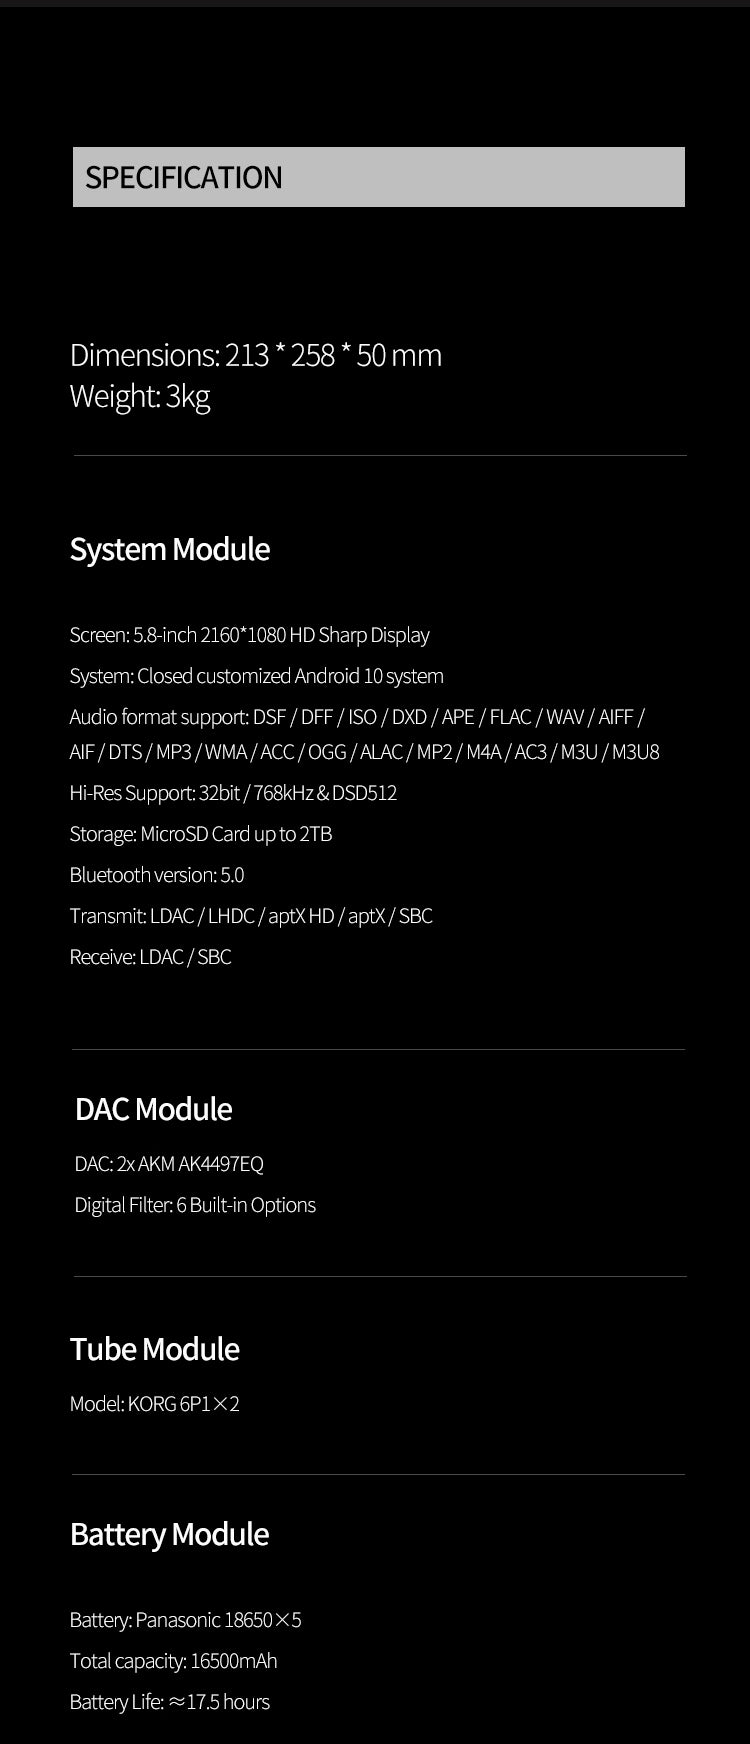 SPECIFICATION
Dimensions: 213 * 258 * 50 mm
Weight: 3kg
System Module
Screen: 5.8-inch 2160*1080 HD Sharp Display
System: Closed customized Android 10 system
Audio format support: DSF / DFF / ISO / DXD / APE / FLAC / WAV / AIFF /
AIF / DTS / MP3 / WMA / ACC / OGG / ALAC / MP2 / M4A / AC3 / M3U / M3U8
Hi-Res Support: 32bit / 768kHz & DSD512
Storage: MicroSD Card up to 2TB
Bluetooth version: 5.0
Transmit: LDAC / LHDC / aptX HD / aptX / SBC
Receive: LDAC / SBC
DAC Module
DAC: 2x AKM AK4497EQ
Digital Filter: 6 Built-in Options
Tube Module
Model: KORG 6P1×2
Battery Module
Battery: Panasonic 18650×5
Total capacity: 16500mAh
Battery Life: ≈17.5 hours